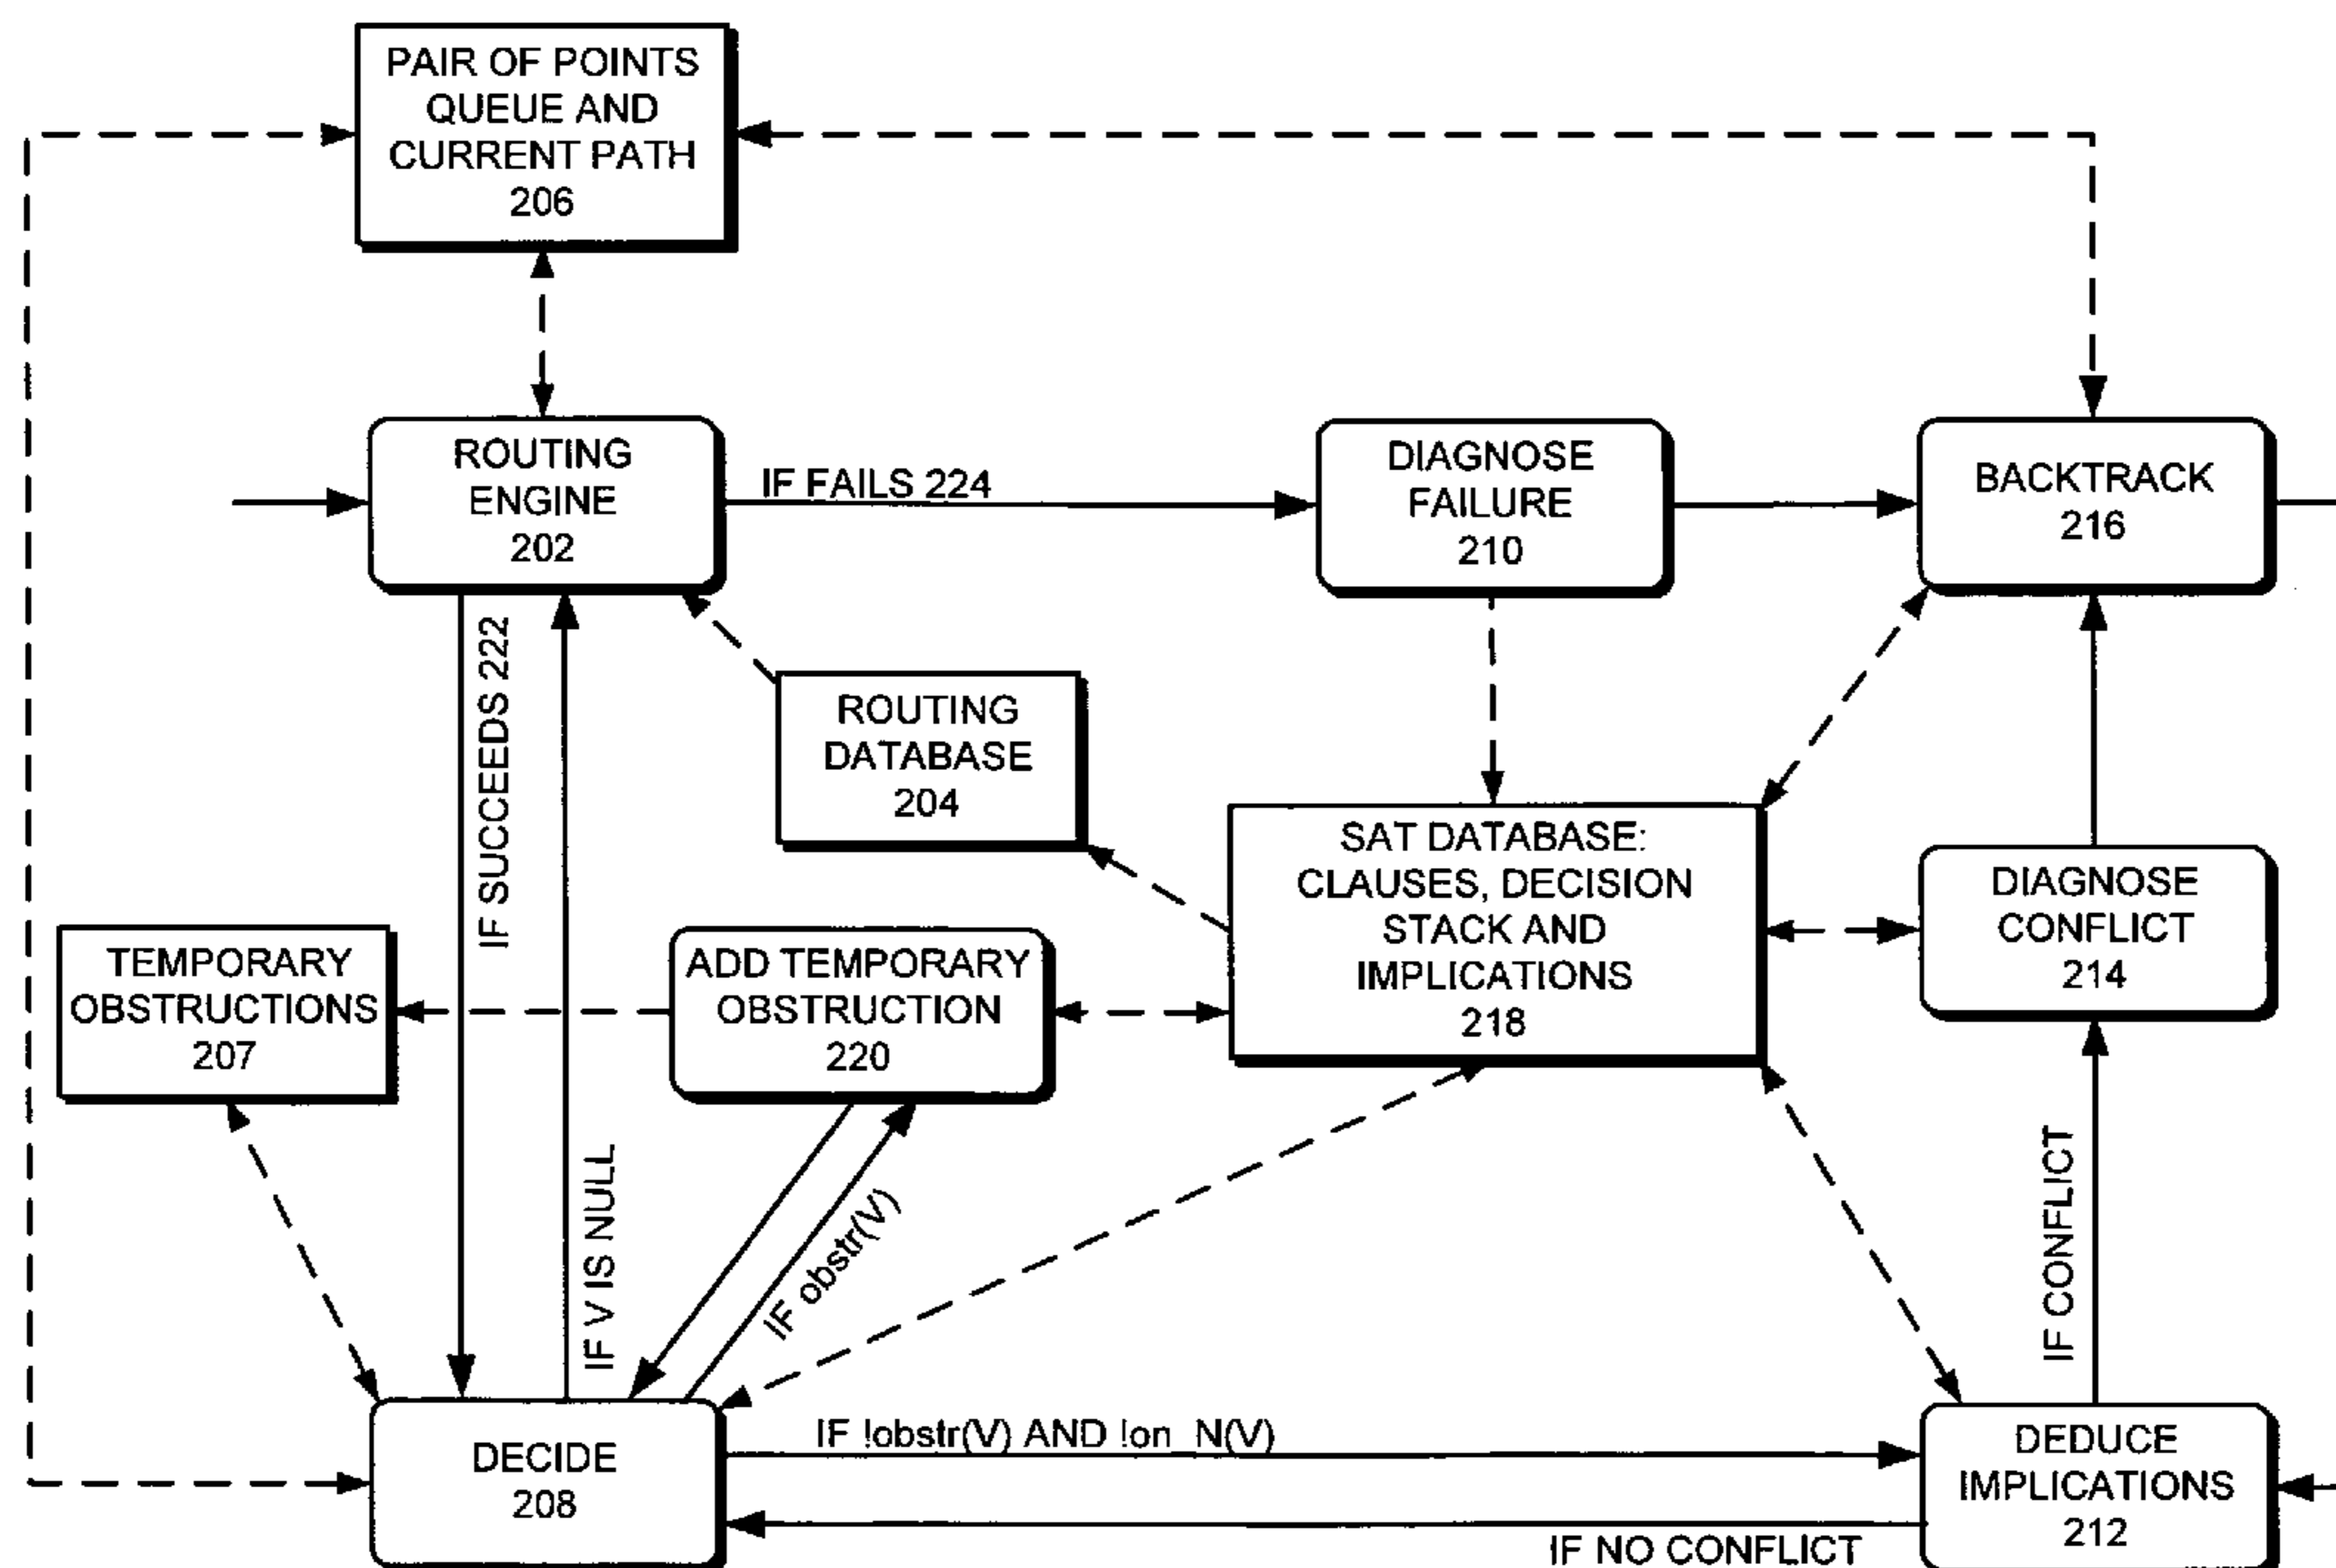 PAIR OF POINTS
QUEUE AND
CURRENT PATH
206
ROUTING
ENGINE
202
IF FAILS 224
DIAGNOSE
FAILURE
210
BACKTRACK
216
IF SUCCEEDS 222
ROUTING
DATABASE
204
SAT DATABASE:
CLAUSES, DECISION
STACK AND
IMPLICATIONS
218
DIAGNOSE
CONFLICT
214
TEMPORARY
OBSTRUCTIONS
207
ADD TEMPORARY
OBSTRUCTION
220
IF V IS NULL
IF obstr(V)
IF CONFLICT
DECIDE
208
IF !obstr(V) AND !on_N(V)
DEDUCE
IMPLICATIONS
212
IF NO CONFLICT